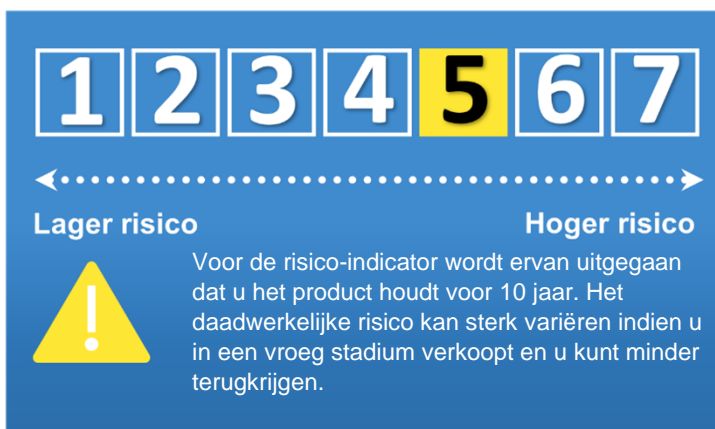 1 2 3 4 5 6 7
Lager risico Hoger risico
Voor de risico-indicator wordt ervan uitgegaan
dat u het product houdt voor 10 jaar. Het
daadwerkelijke risico kan sterk variëren indien u
in een vroeg stadium verkoopt en u kunt minder
terugkrijgen.